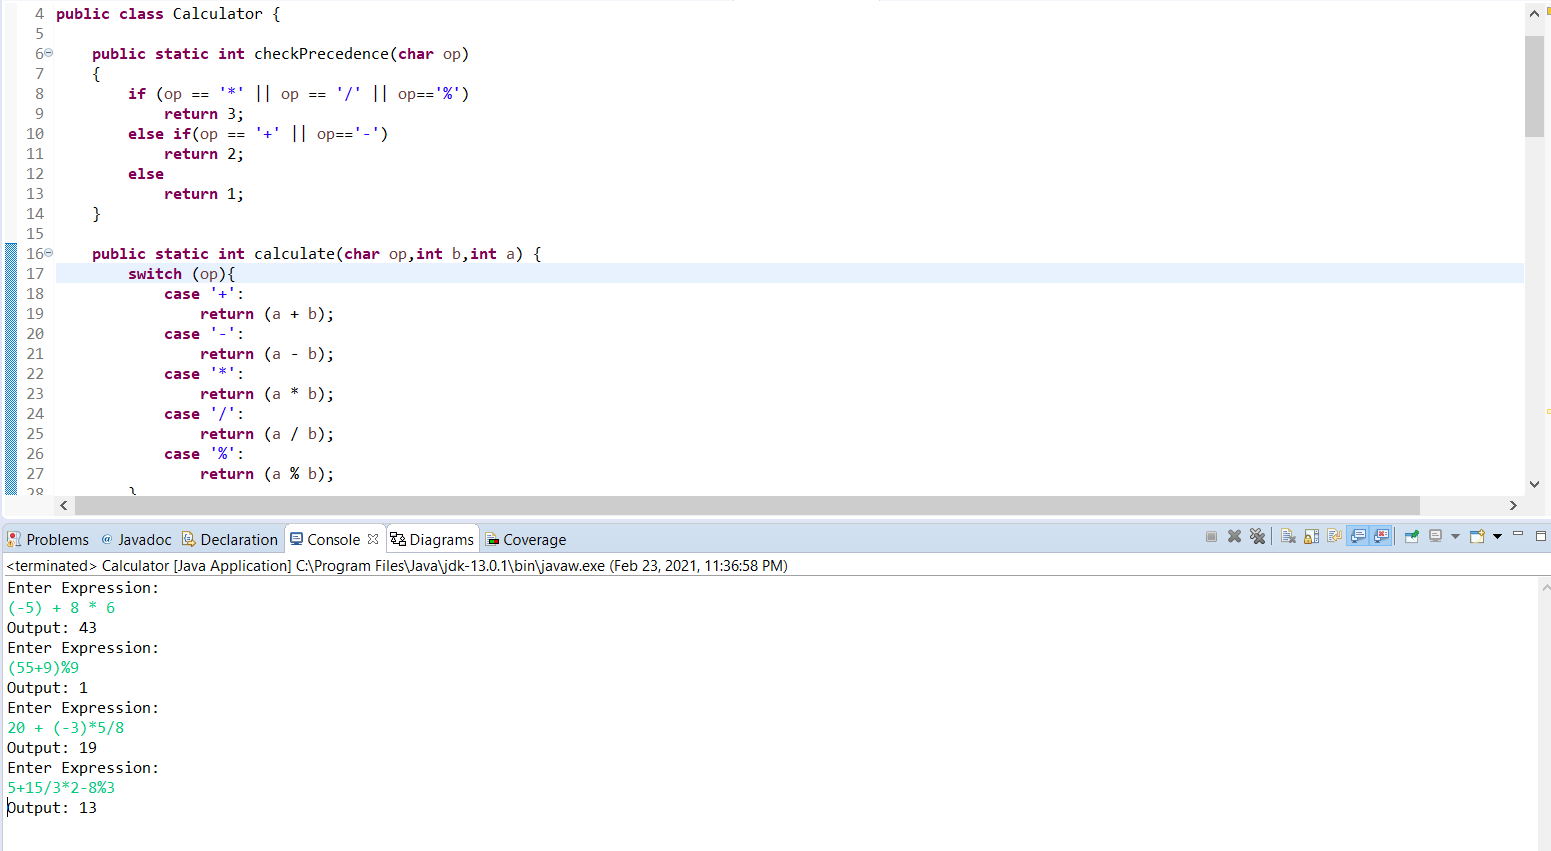 4 public class Calculator {
5
6 public static int checkPrecedence(char op)
7 {
8 if (op == '*' || op == '/' || op=='%')
9 return 3;
10 else if(op == '+' || op=='-')
11 return 2;
12 else
13 return 1;
14 }
15
16 public static int calculate(char op,int b,int a) {
17 switch (op){
18 case '+':
19 return (a + b);
20 case '-':
21 return (a - b);
22 case '*':
23 return (a * b);
24 case '/':
25 return (a / b);
26 case '%':
27 return (a % b);
28 }
Problems @ Javadoc Declaration Console Diagrams Coverage
<terminated> Calculator [Java Application] C:\Program Files\Java\jdk-13.0.1\bin\javaw.exe (Feb 23, 2021, 11:36:58 PM)
Enter Expression:
(-5) + 8 * 6
Output: 43
Enter Expression:
(55+9)%9
Output: 1
Enter Expression:
20 + (-3)*5/8
Output: 19
Enter Expression:
5+15/3*2-8%3
Output: 13